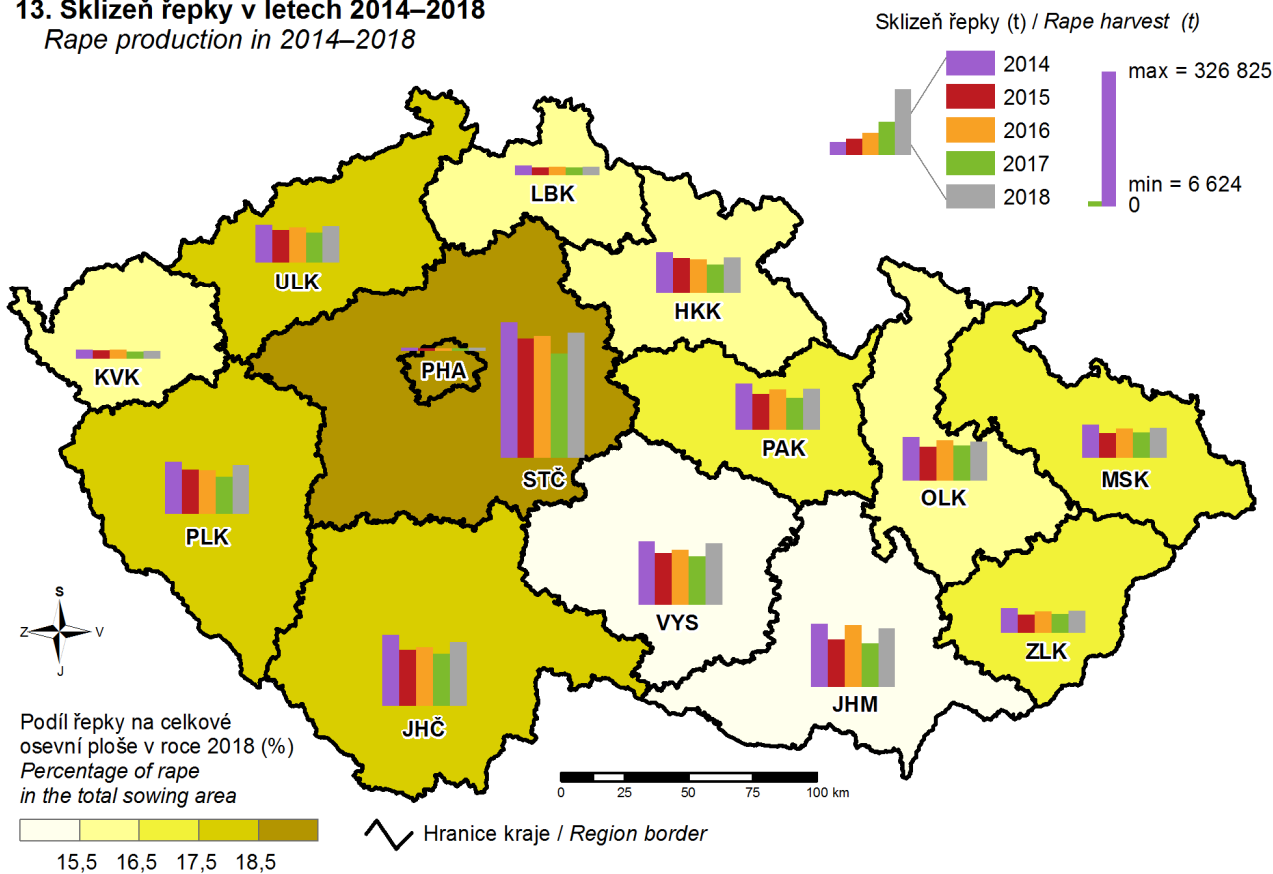 13. Sklizeň řepky v letech 2014–2018
Rape production in 2014–2018
Sklizeň řepky (t) / Rape harvest (t)
2014
2015
2016
2017
2018
max = 326 825
min = 6 624
0
LBK
ULK
HKK
KVK
PHA
STČ
PAK
OLK
MSK
PLK
VYS
ZLK
JHČ
JHM
S
Z
V
J
Podíl řepky na celkové
osevní ploše v roce 2018 (%)
Percentage of rape
in the total sowing area
15,5 16,5 17,5 18,5
0 25 50 75 100 km
Hranice kraje / Region border